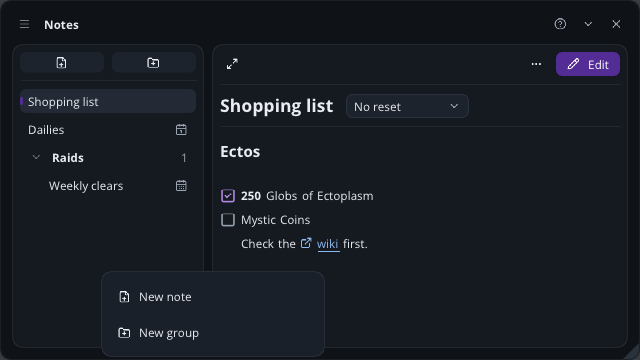 Notes
Edit
Shopping list
Dailies
Raids 1
Weekly clears
Shopping list No reset
Ectos
250 Globs of Ectoplasm
Mystic Coins
Check the wiki first.
New note
New group